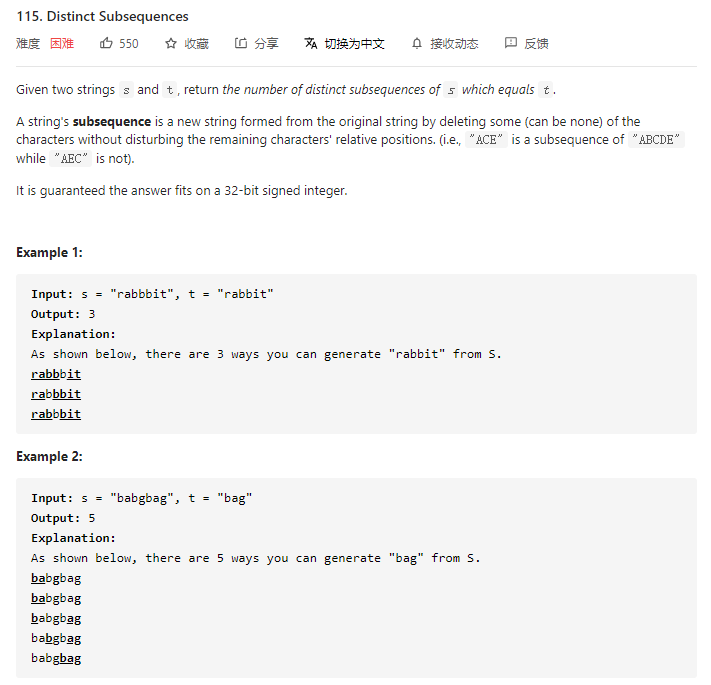 115. Distinct Subsequences
难度 困难 550 收藏 分享 切换为中文 接收动态 反馈
Given two strings s and t , return the number of distinct subsequences of s which equals t .
A string's subsequence is a new string formed from the original string by deleting some (can be none) of the
characters without disturbing the remaining characters' relative positions. (i.e., "ACE" is a subsequence of "ABCDE"
while "AEC" is not).
It is guaranteed the answer fits on a 32-bit signed integer.
Example 1:
Input: s = "rabbbit", t = "rabbit"
Output: 3
Explanation:
As shown below, there are 3 ways you can generate "rabbit" from S.
rabbbit
rabbbit
rabbbit
Example 2:
Input: s = "babgbag", t = "bag"
Output: 5
Explanation:
As shown below, there are 5 ways you can generate "bag" from S.
babgbag
babgbag
babgbag
babgbag
babgbag